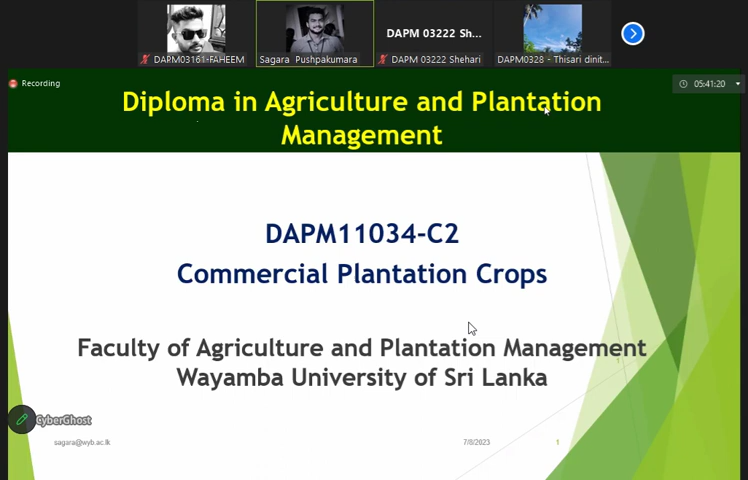 DAPM 03222 Sh...
DARM03161-FAHEEM
Sagara Pushpakumara
DAPM 03222 Shehari
DAPM0328 - Thisari dinit...
Recording
05:41:20
Diploma in Agriculture and Plantation
Management
DAPM11034-C2
Commercial Plantation Crops
Faculty of Agriculture and Plantation Management
Wayamba University of Sri Lanka
CyberGhost
sagara@wyb.ac.lk
7/8/2023
1